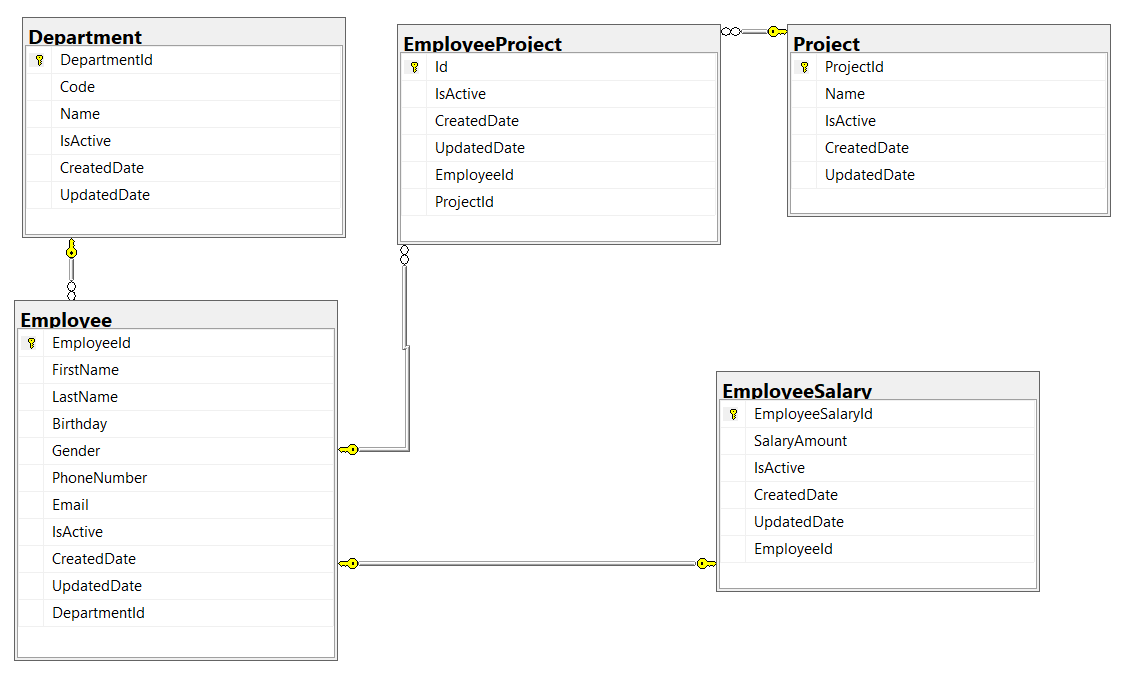 Department
DepartmentId
Code
Name
IsActive
CreatedDate
UpdatedDate
EmployeeProject
Id
IsActive
CreatedDate
UpdatedDate
EmployeeId
ProjectId
Project
ProjectId
Name
IsActive
CreatedDate
UpdatedDate
Employee
EmployeeId
FirstName
LastName
Birthday
Gender
PhoneNumber
Email
IsActive
CreatedDate
UpdatedDate
DepartmentId
EmployeeSalary
EmployeeSalaryId
SalaryAmount
IsActive
CreatedDate
UpdatedDate
EmployeeId